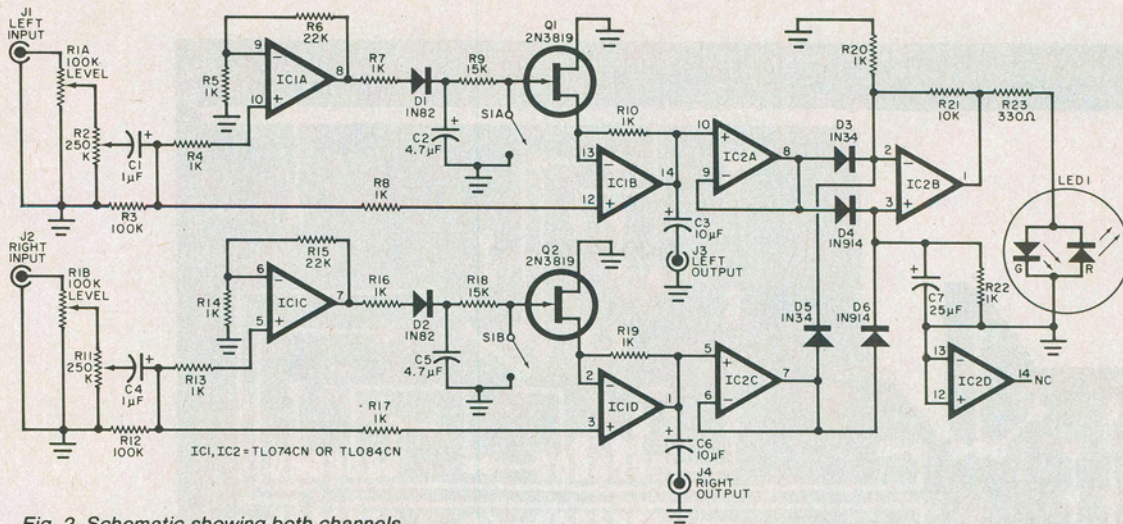 J1
LEFT
INPUT
R1A
100K
LEVEL
R2
250
K
C1
1µF
+
R3
100K
R4
1K
R5
1K
R6
22K
9
−
10
+
IC1A
8
R7
1K
D1
1N82
R9
15K
+
C2
4.7µF
S1A
Q1
2N3819
R8
1K
R10
1K
13
−
12
+
IC1B
14
+
C3
10µF
J3
LEFT
OUTPUT
10
+
9
−
IC2A
8
D3
1N34
D4
1N914
R20
1K
R21
10K
R23
330Ω
2
−
3
+
IC2B
1
LED1
G
R
J2
RIGHT
INPUT
R1B
100K
LEVEL
R11
250
K
C4
1µF
+
R12
100K
R13
1K
R14
1K
R15
22K
6
−
5
+
IC1C
7
R16
1K
D2
1N82
R18
15K
+
C5
4.7µF
S1B
Q2
2N3819
R17
1K
R19
1K
2
−
3
+
IC1D
1
+
C6
10µF
J4
RIGHT
OUTPUT
5
+
6
−
IC2C
7
D5
1N34
D6
1N914
+
C7
25µF
R22
1K
13
−
12
+
IC2D
14
NC
IC1, IC2 = TL074CN OR TL084CN
Fig. 2. Schematic showing both channels.